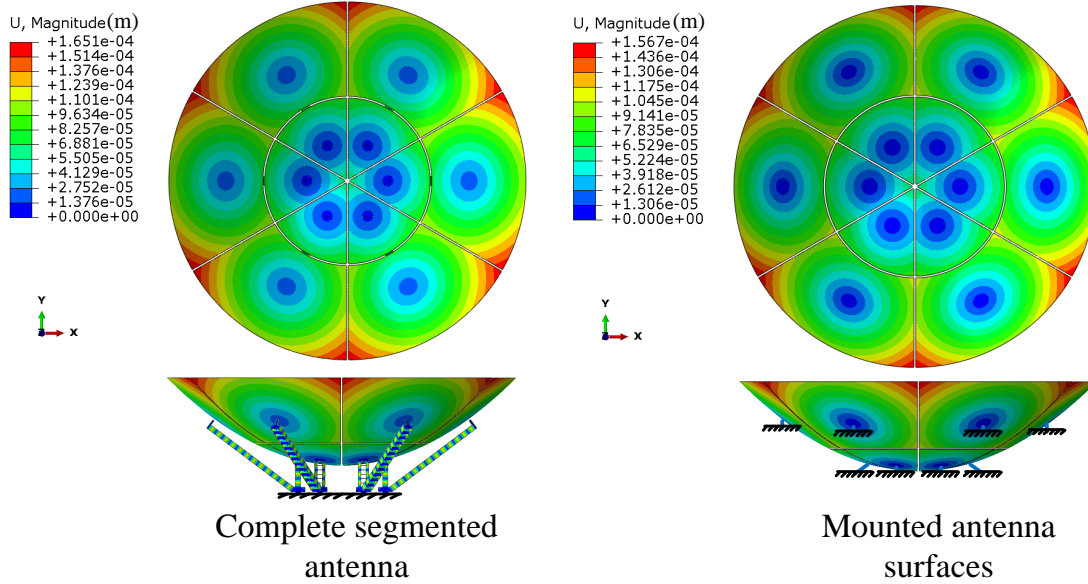 U, Magnitude(m)
+1.651e-04
+1.514e-04
+1.376e-04
+1.239e-04
+1.101e-04
+9.634e-05
+8.257e-05
+6.881e-05
+5.505e-05
+4.129e-05
+2.752e-05
+1.376e-05
+0.000e+00
Y
Z
X
Complete segmented
antenna
U, Magnitude (m)
+1.567e-04
+1.436e-04
+1.306e-04
+1.175e-04
+1.045e-04
+9.141e-05
+7.835e-05
+6.529e-05
+5.224e-05
+3.918e-05
+2.612e-05
+1.306e-05
+0.000e+00
Y
Z
X
Mounted antenna
surfaces